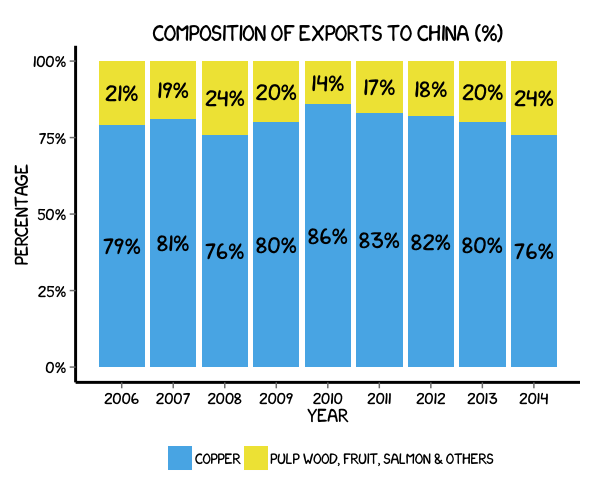 COMPOSITION OF EXPORTS TO CHINA (%)
100%
75%
50%
25%
0%
PERCENTAGE
21% 19% 24% 20% 14% 17% 18% 20% 24%
79% 81% 76% 80% 86% 83% 82% 80% 76%
2006 2007 2008 2009 2010 2011 2012 2013 2014
YEAR
COPPER PULP WOOD, FRUIT, SALMON & OTHERS